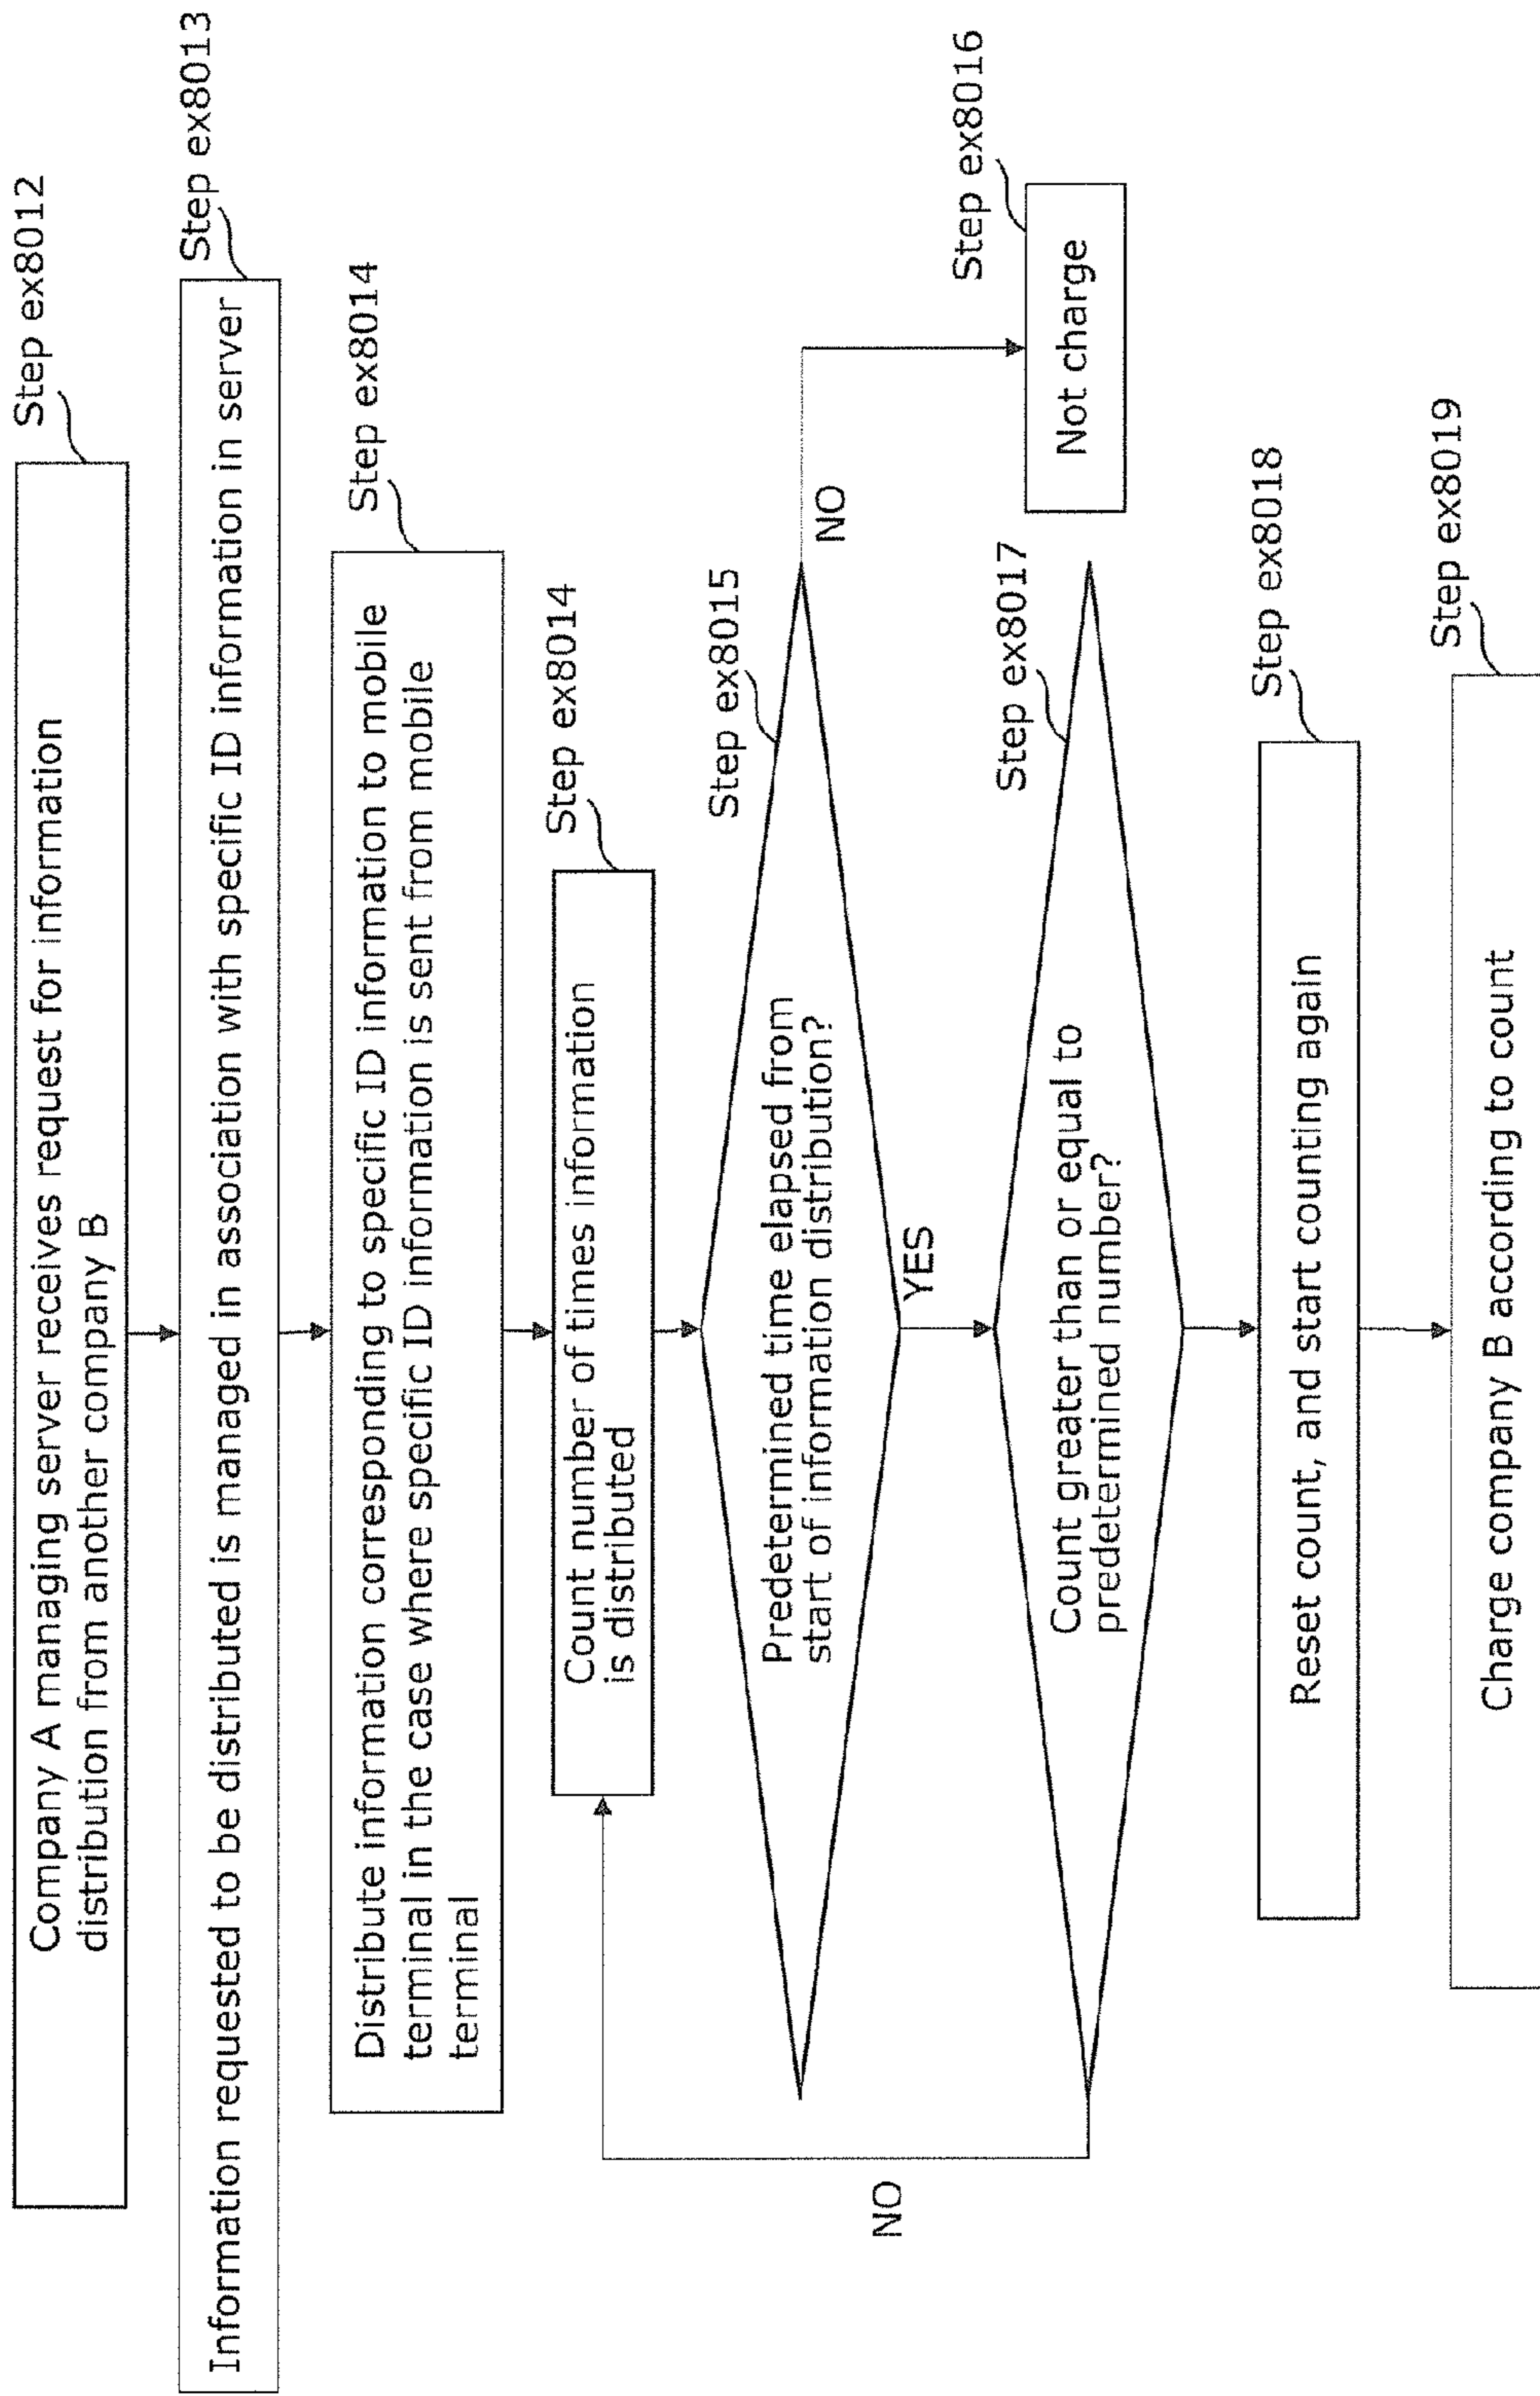 Step ex8012
Company A managing server receives request for information
distribution from another company B
Step ex8013
Information requested to be distributed is managed in association with specific ID information in server
Step ex8014
Distribute information corresponding to specific ID information to mobile
terminal in the case where specific ID information is sent from mobile
terminal
Step ex8014
Count number of times information
is distributed
Step ex8015
Predetermined time elapsed from
start of information distribution?
NO
YES
Step ex8016
Not charge
Step ex8017
Count greater than or equal to
predetermined number?
NO
Step ex8018
Reset count, and start counting again
Step ex8019
Charge company B according to count